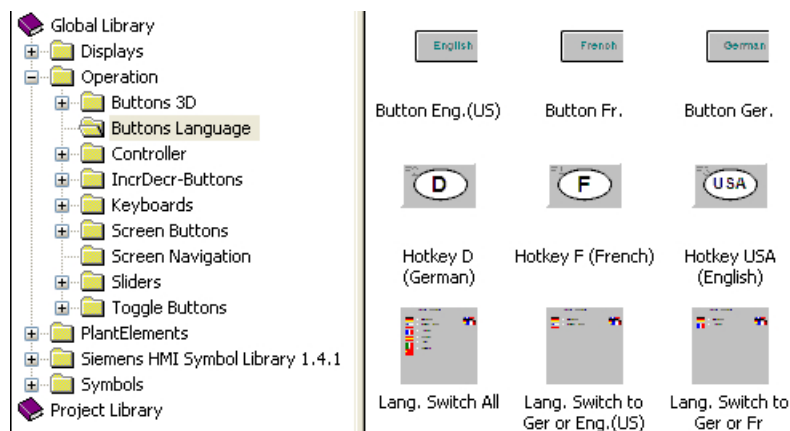 Global Library
Displays
Operation
Buttons 3D
Buttons Language
Controller
IncrDecr-Buttons
Keyboards
Screen Buttons
Screen Navigation
Sliders
Toggle Buttons
PlantElements
Siemens HMI Symbol Library 1.4.1
Symbols
Project Library
English
French
German
Button Eng.(US)
Button Fr.
Button Ger.
D
F
USA
Hotkey D
(German)
Hotkey F (French)
Hotkey USA
(English)
Lang. Switch All
Lang. Switch to
Ger or Eng.(US)
Lang. Switch to
Ger or Fr